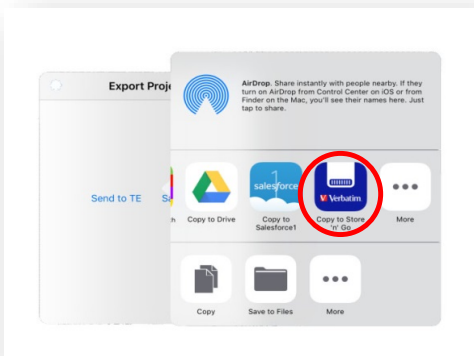 Export Proje
AirDrop. Share instantly with people nearby. If they
turn on AirDrop from Control Center on iOS or from
Finder on the Mac, you'll see their names here. Just
tap to share.
Send to TE
salesforce
1
Verbatim
Copy to Drive
Copy to
Salesforce1
Copy to Store
'n' Go
More
Copy
Save to Files
More